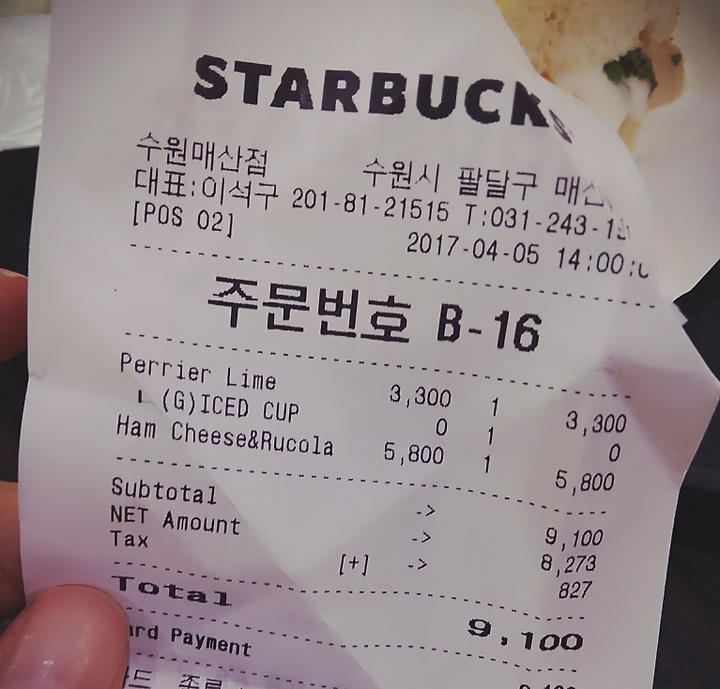 STARBUCKS
수원매산점 수원시 팔달구
대표:이석구 201-81-21515 T:031-243-
[POS 02] 2017-04-05 14:00:
주문번호 B-16
Perrier Lime 3,300 1 3,300
└ (G)ICED CUP 0 1 0
Ham Cheese&Rucola 5,800 1 5,800
Subtotal -> 9,100
NET Amount -> 8,273
Tax [+] -> 827
Total 9,100
Payment